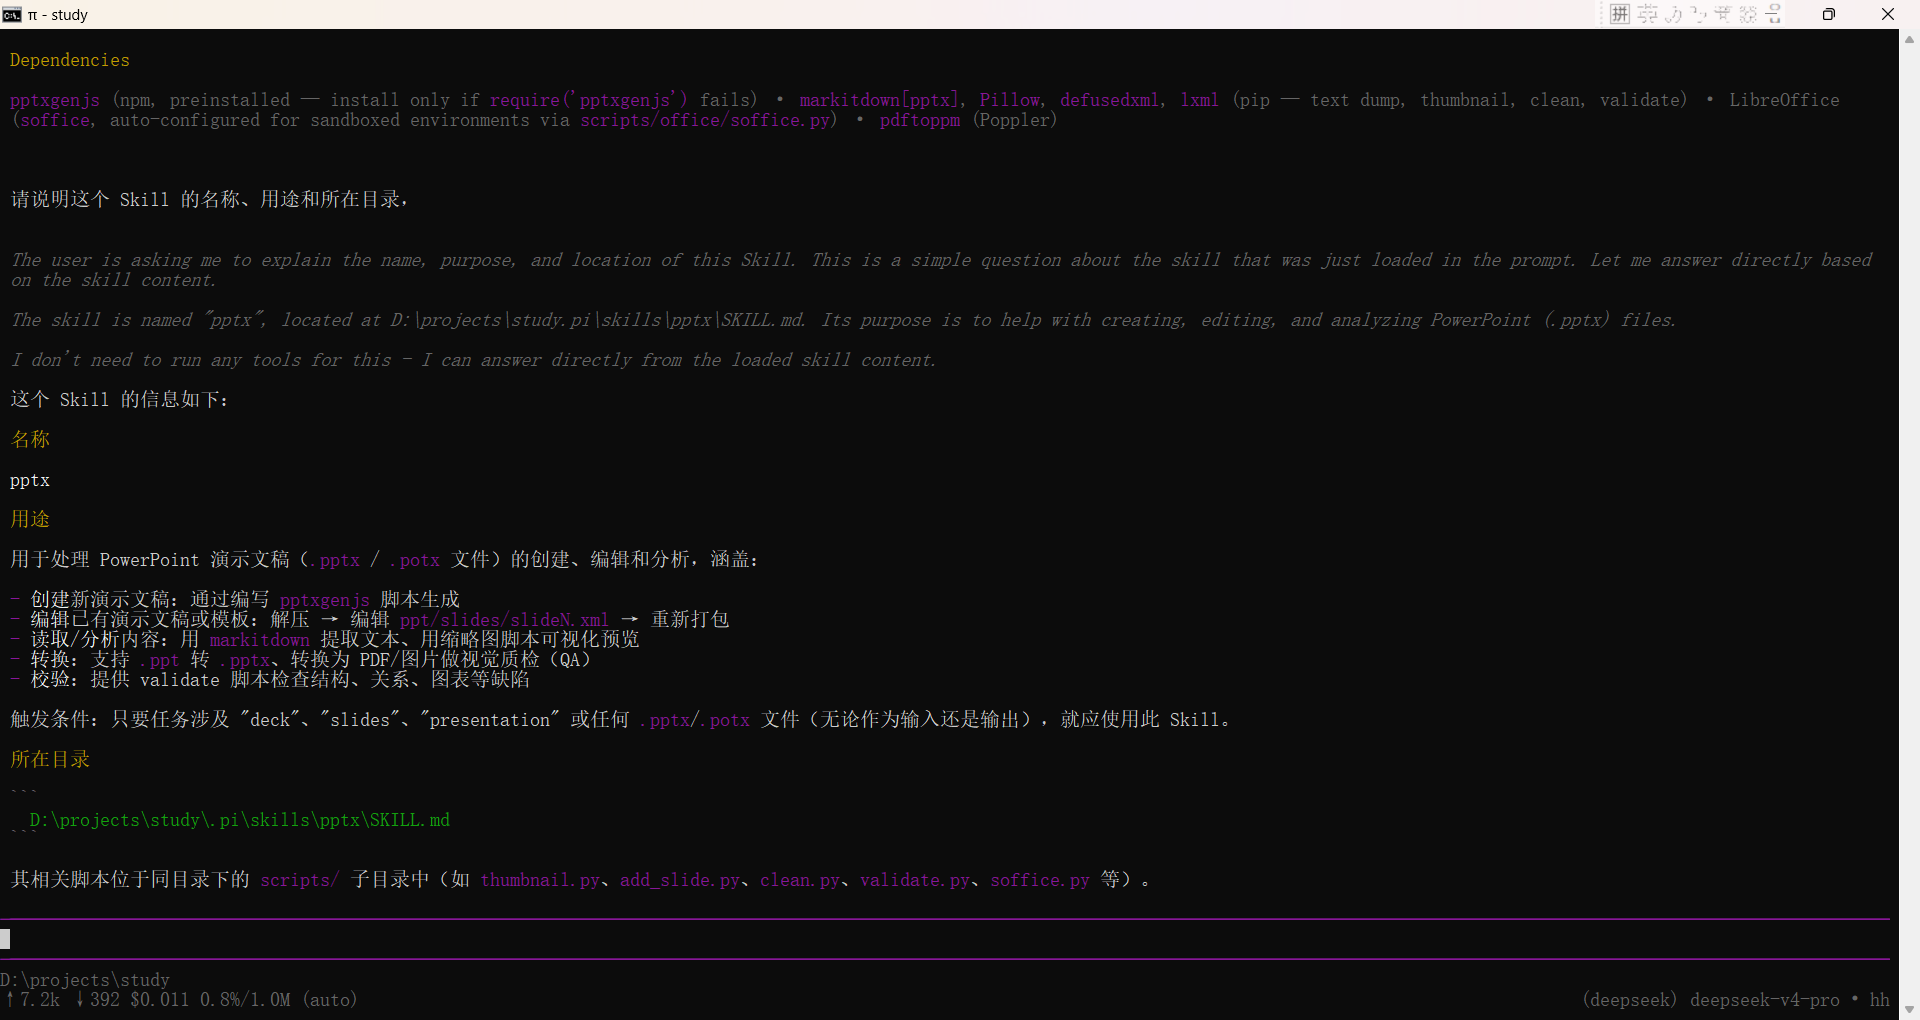 π - study
Dependencies
pptxgenjs (npm, preinstalled — install only if require('pptxgenjs') fails) • markitdown[pptx], Pillow, defusedxml, lxml (pip — text dump, thumbnail, clean, validate) • LibreOffice
(soffice, auto-configured for sandboxed environments via scripts/office/soffice.py) • pdftoppm (Poppler)
请说明这个 Skill 的名称、用途和所在目录，
The user is asking me to explain the name, purpose, and location of this Skill. This is a simple question about the skill that was just loaded in the prompt. Let me answer directly based
on the skill content.
The skill is named "pptx", located at D:\projects\study.pi\skills\pptx\SKILL.md. Its purpose is to help with creating, editing, and analyzing PowerPoint (.pptx) files.
I don't need to run any tools for this - I can answer directly from the loaded skill content.
这个 Skill 的信息如下：
名称
pptx
用途
用于处理 PowerPoint 演示文稿（.pptx / .potx 文件）的创建、编辑和分析，涵盖：
- 创建新演示文稿：通过编写 pptxgenjs 脚本生成
- 编辑已有演示文稿或模板：解压 → 编辑 ppt/slides/slideN.xml → 重新打包
- 读取/分析内容：用 markitdown 提取文本、用缩略图脚本可视化预览
- 转换：支持 .ppt 转 .pptx、转换为 PDF/图片做视觉质检（QA）
- 校验：提供 validate 脚本检查结构、关系、图表等缺陷
触发条件：只要任务涉及 "deck"、"slides"、"presentation" 或任何 .pptx/.potx 文件（无论作为输入还是输出），就应使用此 Skill。
所在目录
```
D:\projects\study\.pi\skills\pptx\SKILL.md
```
其相关脚本位于同目录下的 scripts/ 子目录中（如 thumbnail.py、add_slide.py、clean.py、validate.py、soffice.py 等）。
D:\projects\study
↑7.2k ↓392 $0.011 0.8%/1.0M (auto)
(deepseek) deepseek-v4-pro • hh